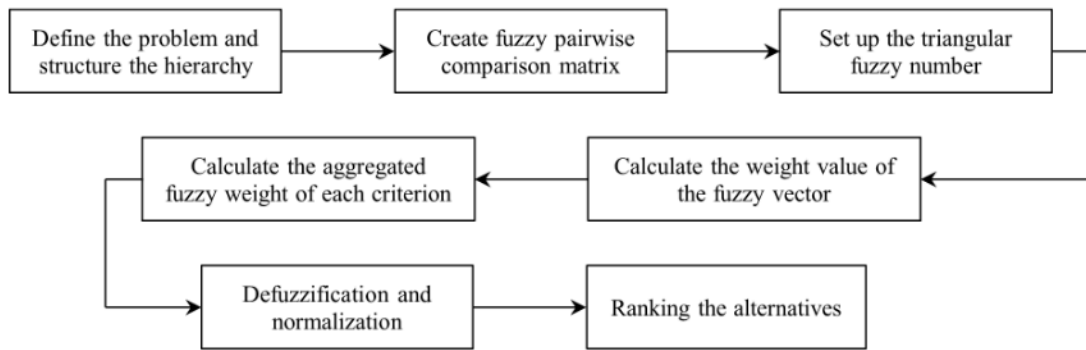 Define the problem and
structure the hierarchy
Create fuzzy pairwise
comparison matrix
Set up the triangular
fuzzy number
Calculate the weight value of
the fuzzy vector
Calculate the aggregated
fuzzy weight of each criterion
Defuzzification and
normalization
Ranking the alternatives